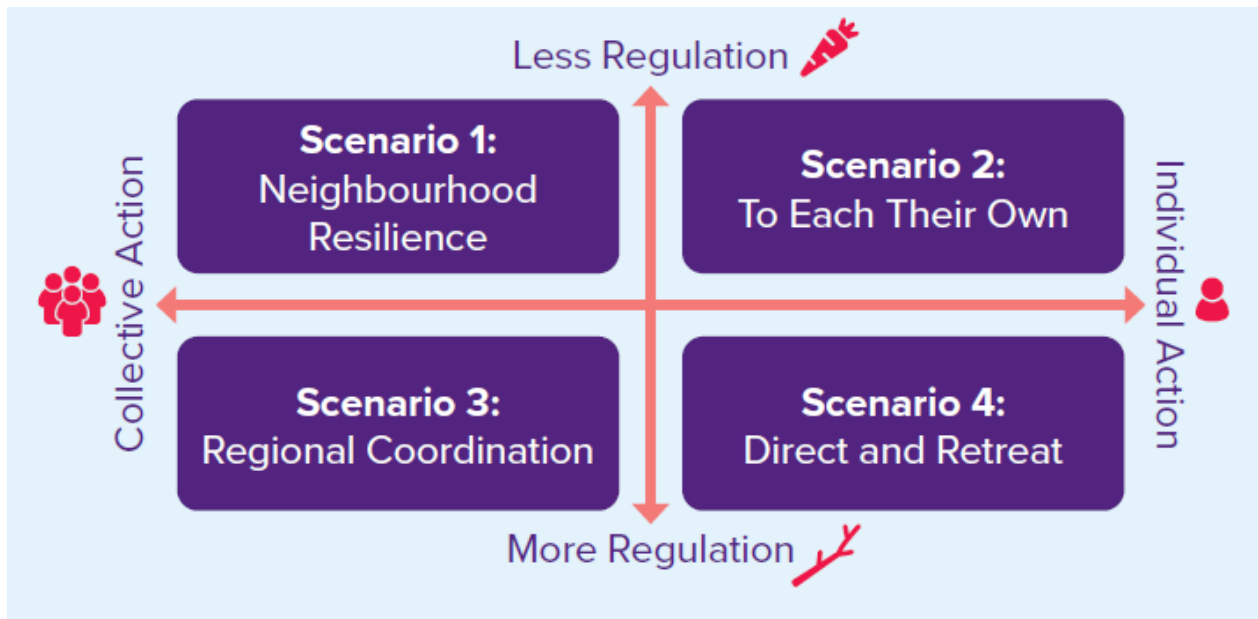 Less Regulation
Scenario 1:
Neighbourhood
Resilience
Scenario 2:
To Each Their Own
Collective Action
Individual Action
Scenario 3:
Regional Coordination
Scenario 4:
Direct and Retreat
More Regulation